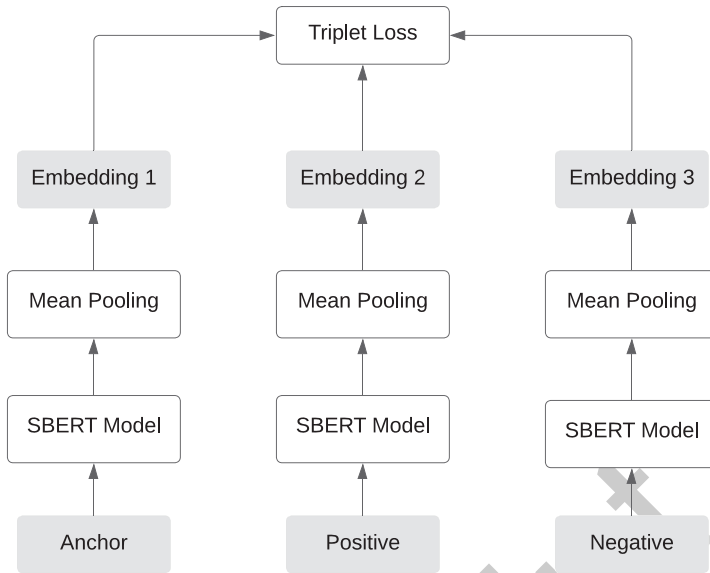 Triplet Loss
Embedding 1
Embedding 2
Embedding 3
Mean Pooling
Mean Pooling
Mean Pooling
SBERT Model
SBERT Model
SBERT Model
Anchor
Positive
Negative